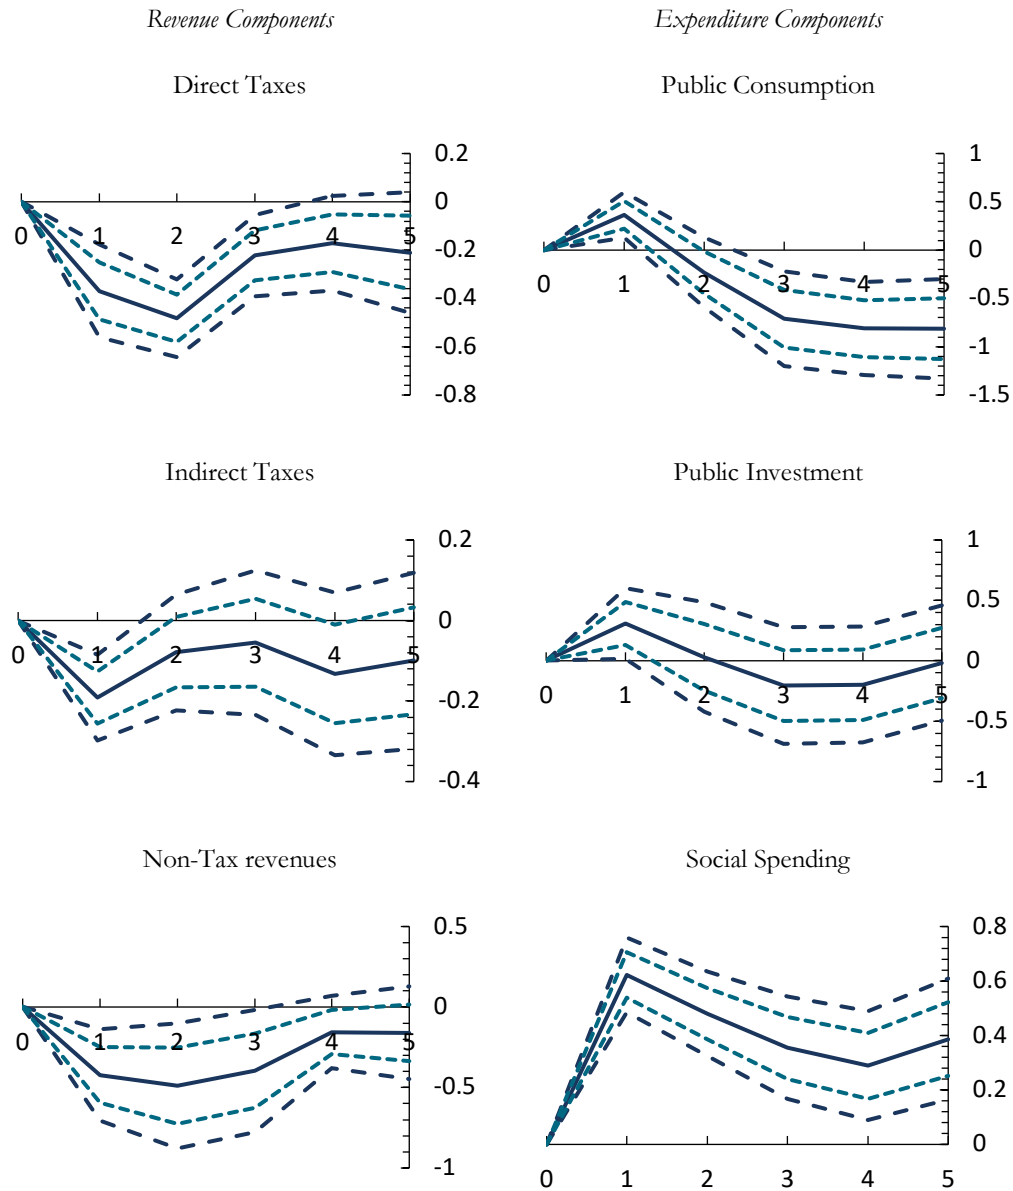 Revenue Components
Expenditure Components
Direct Taxes
Public Consumption
0.2
0
-0.2
-0.4
-0.6
-0.8
0 1 2 3 4 5
1
0.5
0
-0.5
-1
-1.5
0 1 2 3 4 5
Indirect Taxes
Public Investment
0.2
0
-0.2
-0.4
0 1 2 3 4 5
1
0.5
0
-0.5
-1
0 1 2 3 4 5
Non-Tax revenues
Social Spending
0.5
0
-0.5
-1
0 1 2 3 4 5
0.8
0.6
0.4
0.2
0
0 1 2 3 4 5